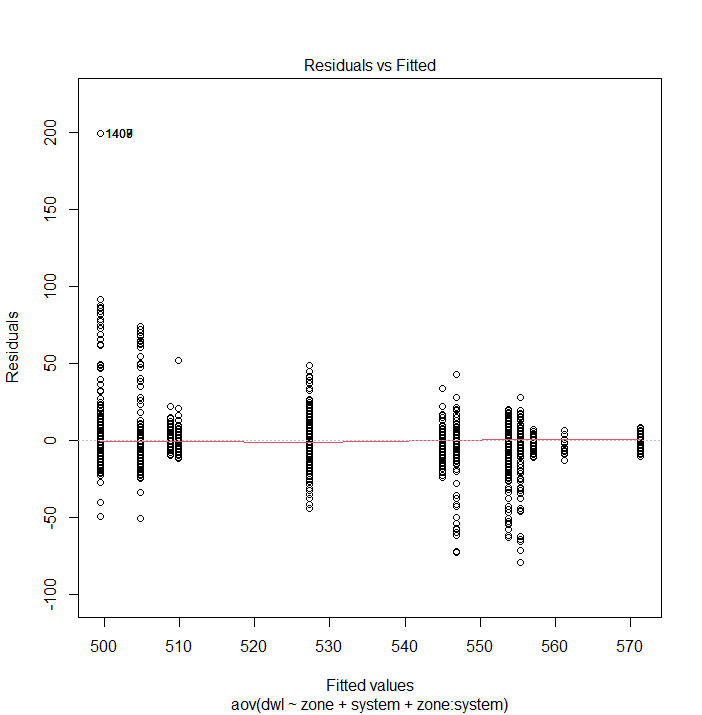 Residuals vs Fitted
Residuals
200
150
100
50
0
-50
-100
500 510 520 530 540 550 560 570
Fitted values
aov(dwl ~ zone + system + zone:system)